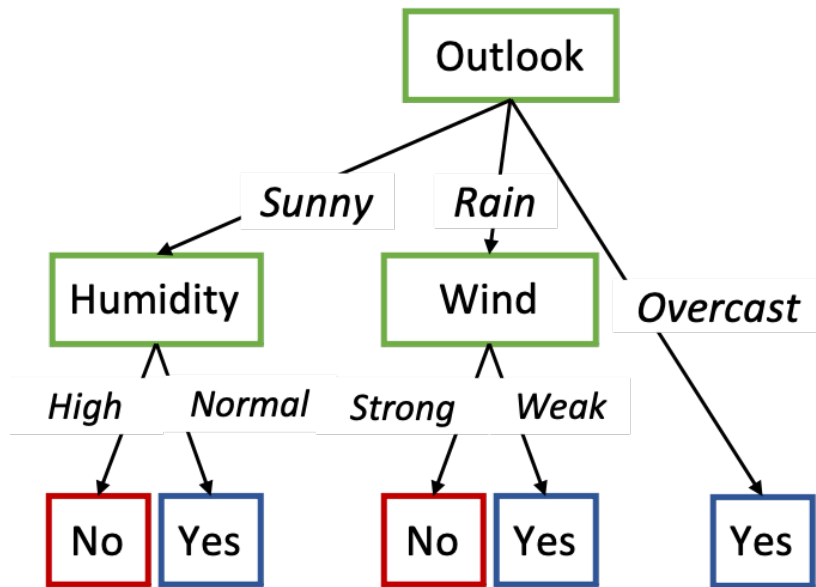 Outlook
Sunny
Rain
Humidity
Wind
Overcast
High
Normal
Strong
Weak
No
Yes
No
Yes
Yes